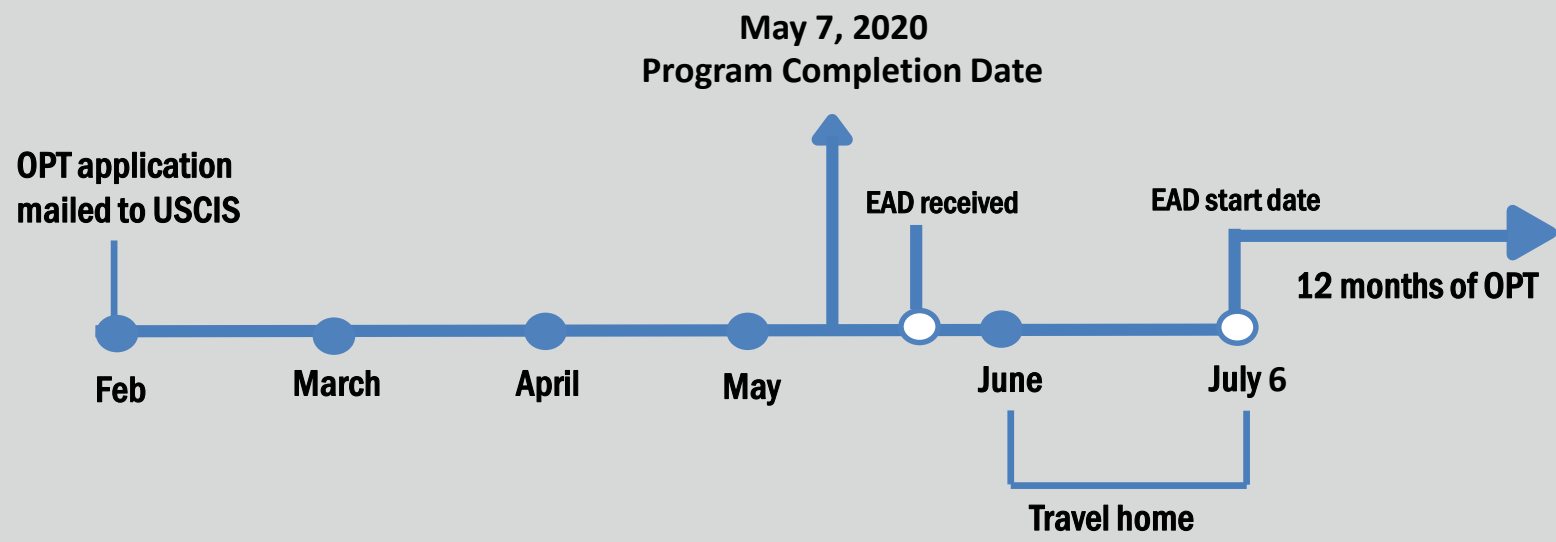 May 7, 2020
Program Completion Date
OPT application
mailed to USCIS
EAD received
EAD start date
12 months of OPT
Feb
March
April
May
June
July 6
Travel home